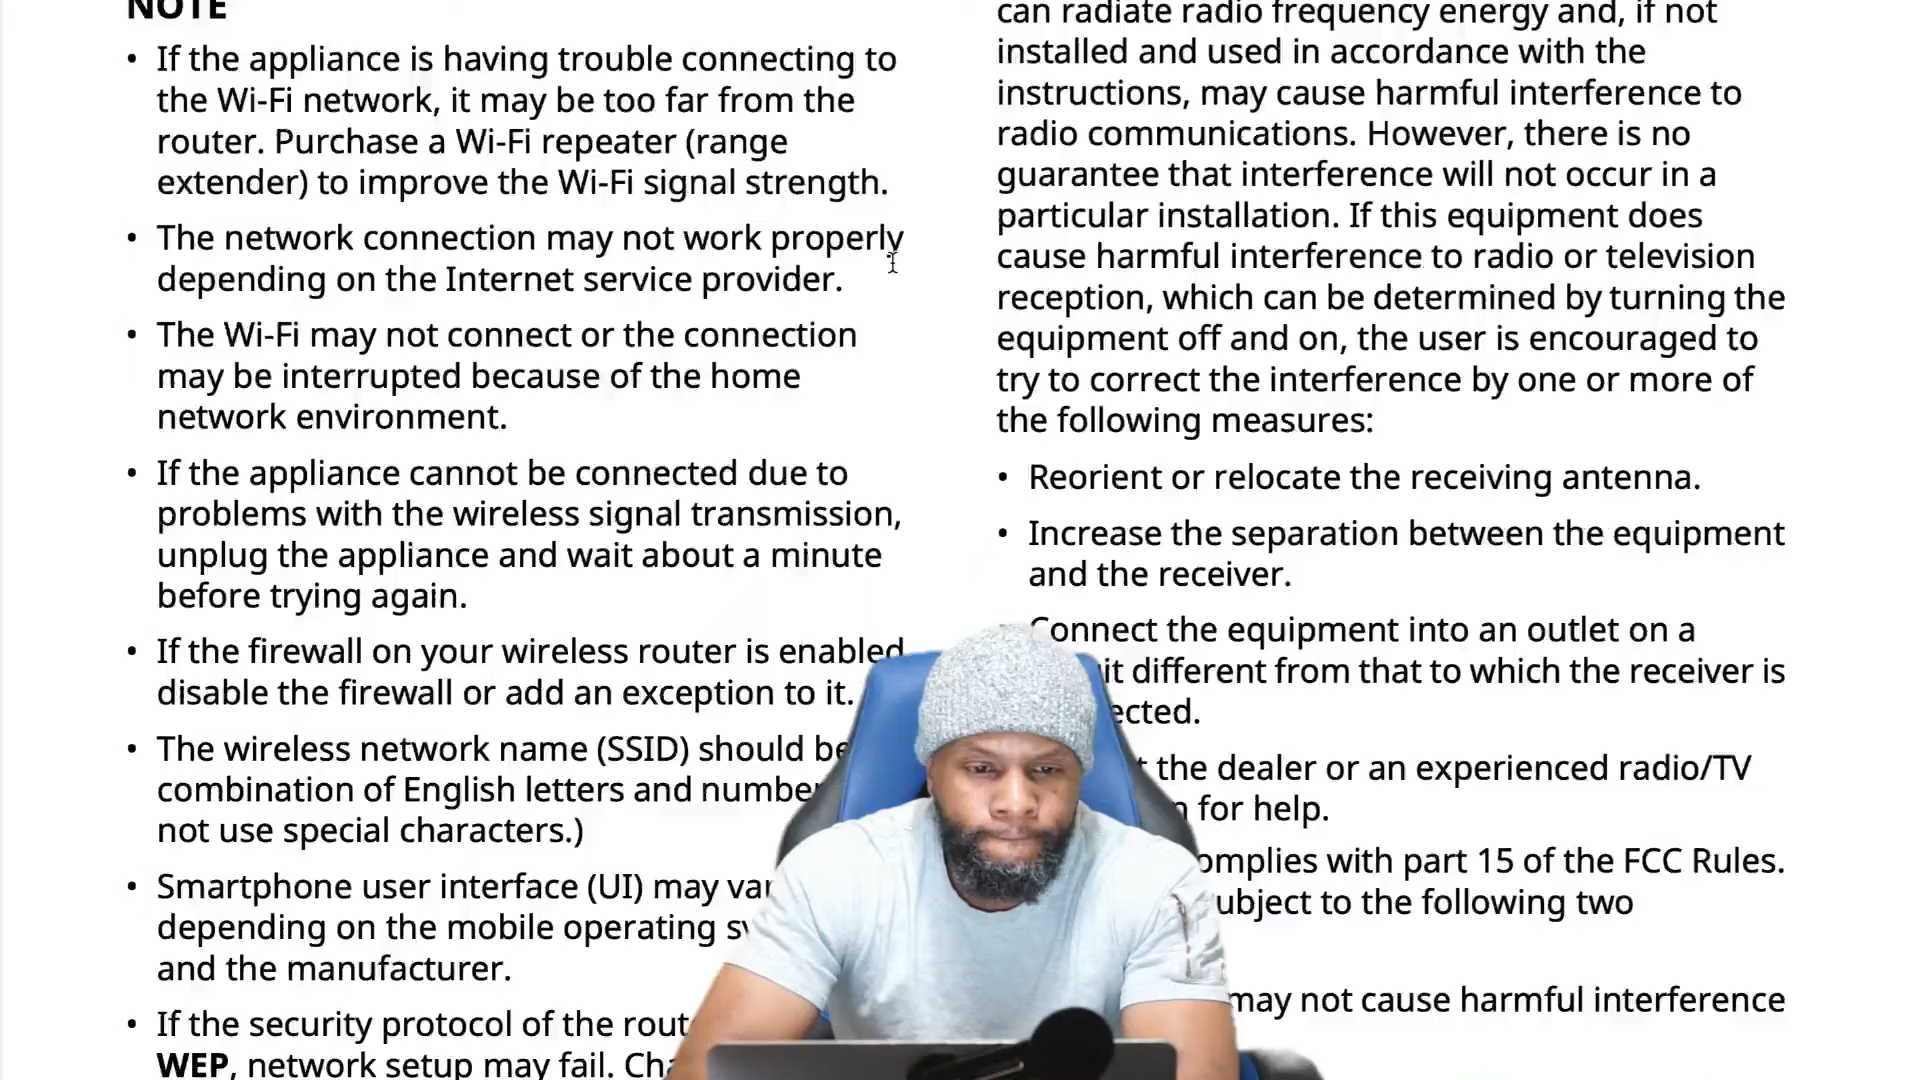 NOTE
• If the appliance is having trouble connecting to
the Wi-Fi network, it may be too far from the
router. Purchase a Wi-Fi repeater (range
extender) to improve the Wi-Fi signal strength.
• The network connection may not work properly
depending on the Internet service provider.
• The Wi-Fi may not connect or the connection
may be interrupted because of the home
network environment.
• If the appliance cannot be connected due to
problems with the wireless signal transmission,
unplug the appliance and wait about a minute
before trying again.
• If the firewall on your wireless router is enabled
disable the firewall or add an exception to it.
• The wireless network name (SSID) should be
combination of English letters and number
not use special characters.)
• Smartphone user interface (UI) may
depending on the mobile operating
and the manufacturer.
• If the security protocol of the
WEP, network setup may fail.
can radiate radio frequency energy and, if not
installed and used in accordance with the
instructions, may cause harmful interference to
radio communications. However, there is no
guarantee that interference will not occur in a
particular installation. If this equipment does
cause harmful interference to radio or television
reception, which can be determined by turning the
equipment off and on, the user is encouraged to
try to correct the interference by one or more of
the following measures:
• Reorient or relocate the receiving antenna.
• Increase the separation between the equipment
and the receiver.
Connect the equipment into an outlet on a
different from that to which the receiver is
the dealer or an experienced radio/TV
for help.
with part 15 of the FCC Rules.
to the following two
may not cause harmful interference